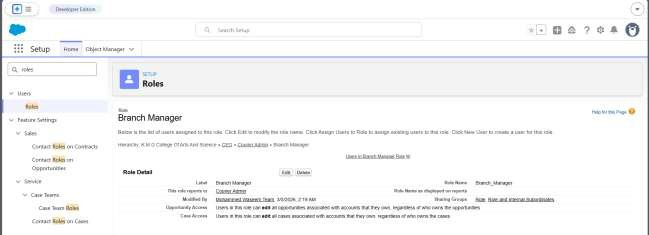 Developer Edition
Search Setup
Setup
Home
Object Manager
roles
Users
Roles
Feature Settings
Sales
Contact Roles on Contracts
Contact Roles on
Opportunities
Service
Case Teams
Case Team Roles
Contact Roles on Cases
SETUP
Roles
Role
Branch Manager
Help for this Page
Below is the list of users assigned to this role. Click Edit to modify the role name. Click Assign Users to Role to assign existing users to this role. Click New User to create a user for this role.
Hierarchy: K M G College Of Arts And Science » CEO » Courier Admin » Branch Manager
Users in Branch Manager Role
Role Detail
Edit Delete
Label Branch Manager Role Name Branch_Manager
This role reports to Courier Admin Role Name as displayed on reports
Modified By Mohammed Waseem Team, 3/5/2026, 2:19 AM Sharing Groups Role, Role and Internal Subordinates
Opportunity Access Users in this role can edit all opportunities associated with accounts that they own, regardless of who owns the opportunities
Case Access Users in this role can edit all cases associated with accounts that they own, regardless of who owns the cases